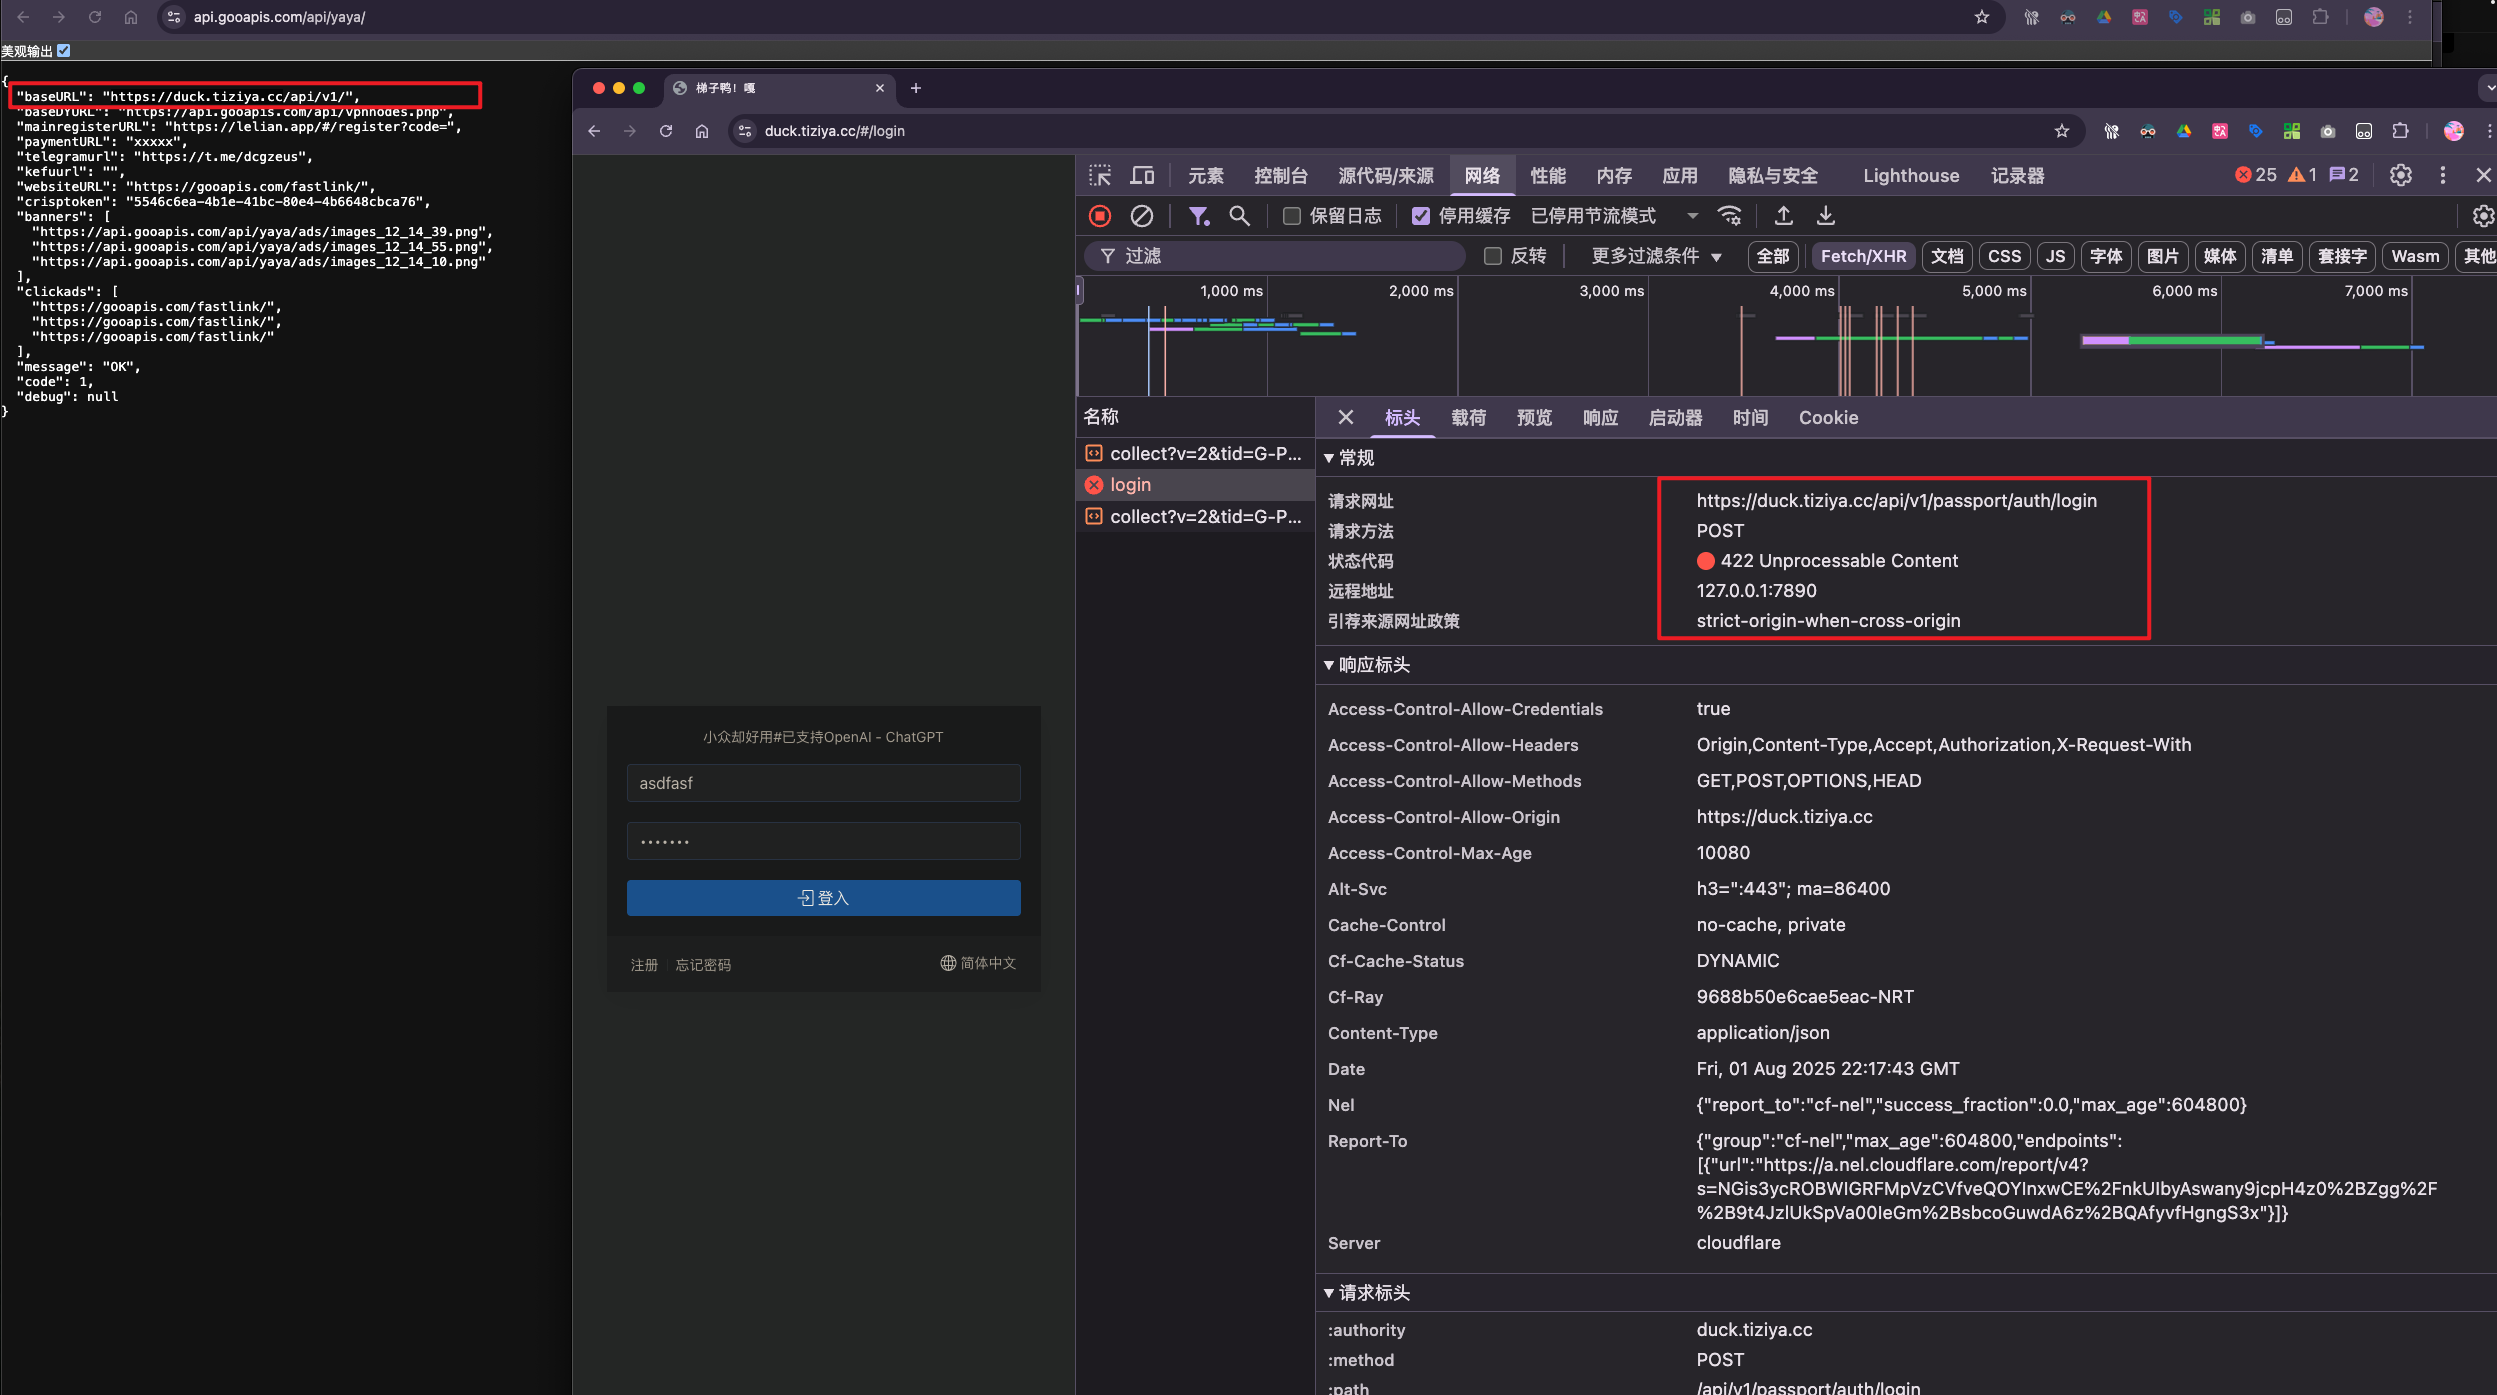 api.gooapis.com/api/yaya/
美观输出
{
"baseURL": "https://duck.tiziya.cc/api/v1/",
"baseDYURL": "https://api.gooapis.com/api/vpnnodes.php",
"mainregisterURL": "https://lelian.app/#/register?code=",
"paymentURL": "xxxxx",
"telegramurl": "https://t.me/dcgzeus",
"kefuurl": "",
"websiteURL": "https://gooapis.com/fastlink/",
"crisptoken": "5546c6ea-4b1e-41bc-80e4-4b6648cbca76",
"banners": [
"https://api.gooapis.com/api/yaya/ads/images_12_14_39.png",
"https://api.gooapis.com/api/yaya/ads/images_12_14_55.png",
"https://api.gooapis.com/api/yaya/ads/images_12_14_10.png"
],
"clickads": [
"https://gooapis.com/fastlink/",
"https://gooapis.com/fastlink/",
"https://gooapis.com/fastlink/"
],
"message": "OK",
"code": 1,
"debug": null
}
梯子鸭！嘎
duck.tiziya.cc/#/login
小众却好用#已支持OpenAI - ChatGPT
asdfasf
•••••••
登入
注册 忘记密码 简体中文
元素 控制台 源代码/来源 网络 性能 内存 应用 隐私与安全 Lighthouse 记录器 25 1 2
保留日志 停用缓存 已停用节流模式
过滤 反转 更多过滤条件 全部 Fetch/XHR 文档 CSS JS 字体 图片 媒体 清单 套接字 Wasm 其他
1,000 ms 2,000 ms 3,000 ms 4,000 ms 5,000 ms 6,000 ms 7,000 ms
名称
collect?v=2&tid=G-P...
login
collect?v=2&tid=G-P...
标头 载荷 预览 响应 启动器 时间 Cookie
常规
请求网址 https://duck.tiziya.cc/api/v1/passport/auth/login
请求方法 POST
状态代码 422 Unprocessable Content
远程地址 127.0.0.1:7890
引荐来源网址政策 strict-origin-when-cross-origin
响应标头
Access-Control-Allow-Credentials true
Access-Control-Allow-Headers Origin,Content-Type,Accept,Authorization,X-Request-With
Access-Control-Allow-Methods GET,POST,OPTIONS,HEAD
Access-Control-Allow-Origin https://duck.tiziya.cc
Access-Control-Max-Age 10080
Alt-Svc h3=":443"; ma=86400
Cache-Control no-cache, private
Cf-Cache-Status DYNAMIC
Cf-Ray 9688b50e6cae5eac-NRT
Content-Type application/json
Date Fri, 01 Aug 2025 22:17:43 GMT
Nel {"report_to":"cf-nel","success_fraction":0.0,"max_age":604800}
Report-To {"group":"cf-nel","max_age":604800,"endpoints":
[{"url":"https://a.nel.cloudflare.com/report/v4?
s=NGis3ycROBWIGRFMpVzCVfveQOYlnxwCE%2FnkUIbyAswany9jcpH4z0%2BZgg%2F
%2B9t4JzlUkSpVa00IeGm%2BsbcoGuwdA6z%2BQAfyvfHgngS3x"}]}
Server cloudflare
请求标头
:authority duck.tiziya.cc
:method POST
:path /api/v1/passport/auth/login